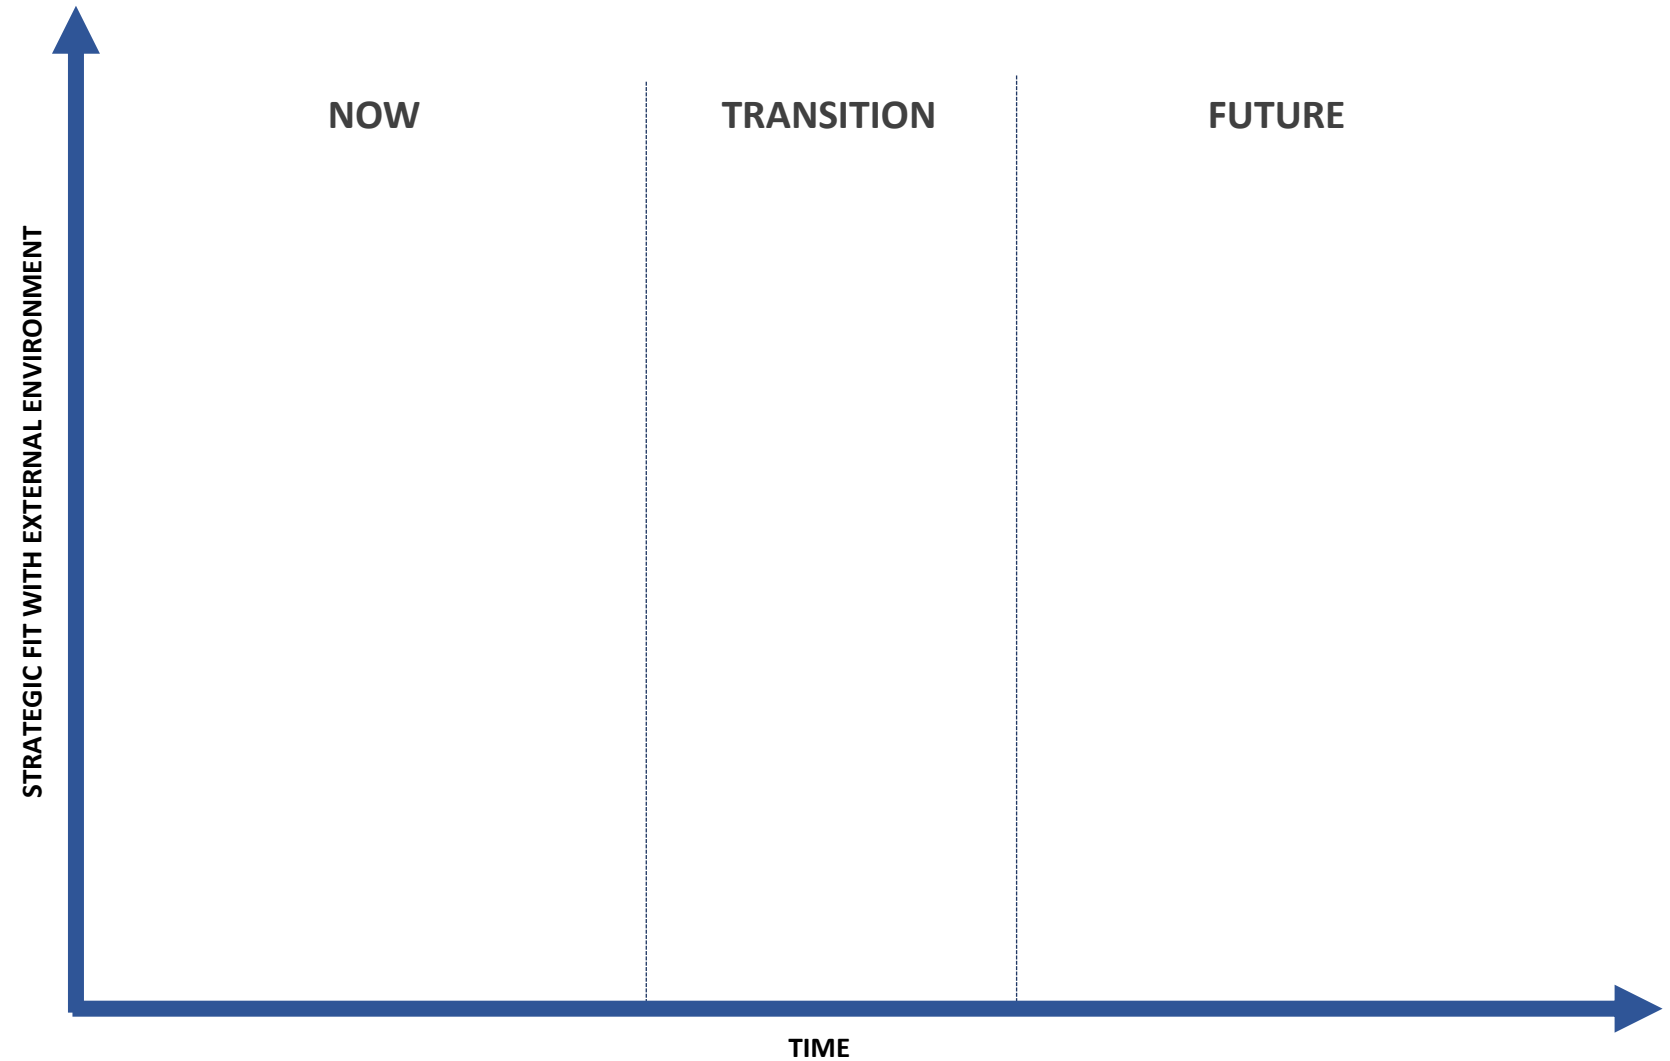 NOW
TRANSITION
FUTURE
STRATEGIC FIT WITH EXTERNAL ENVIRONMENT
TIME